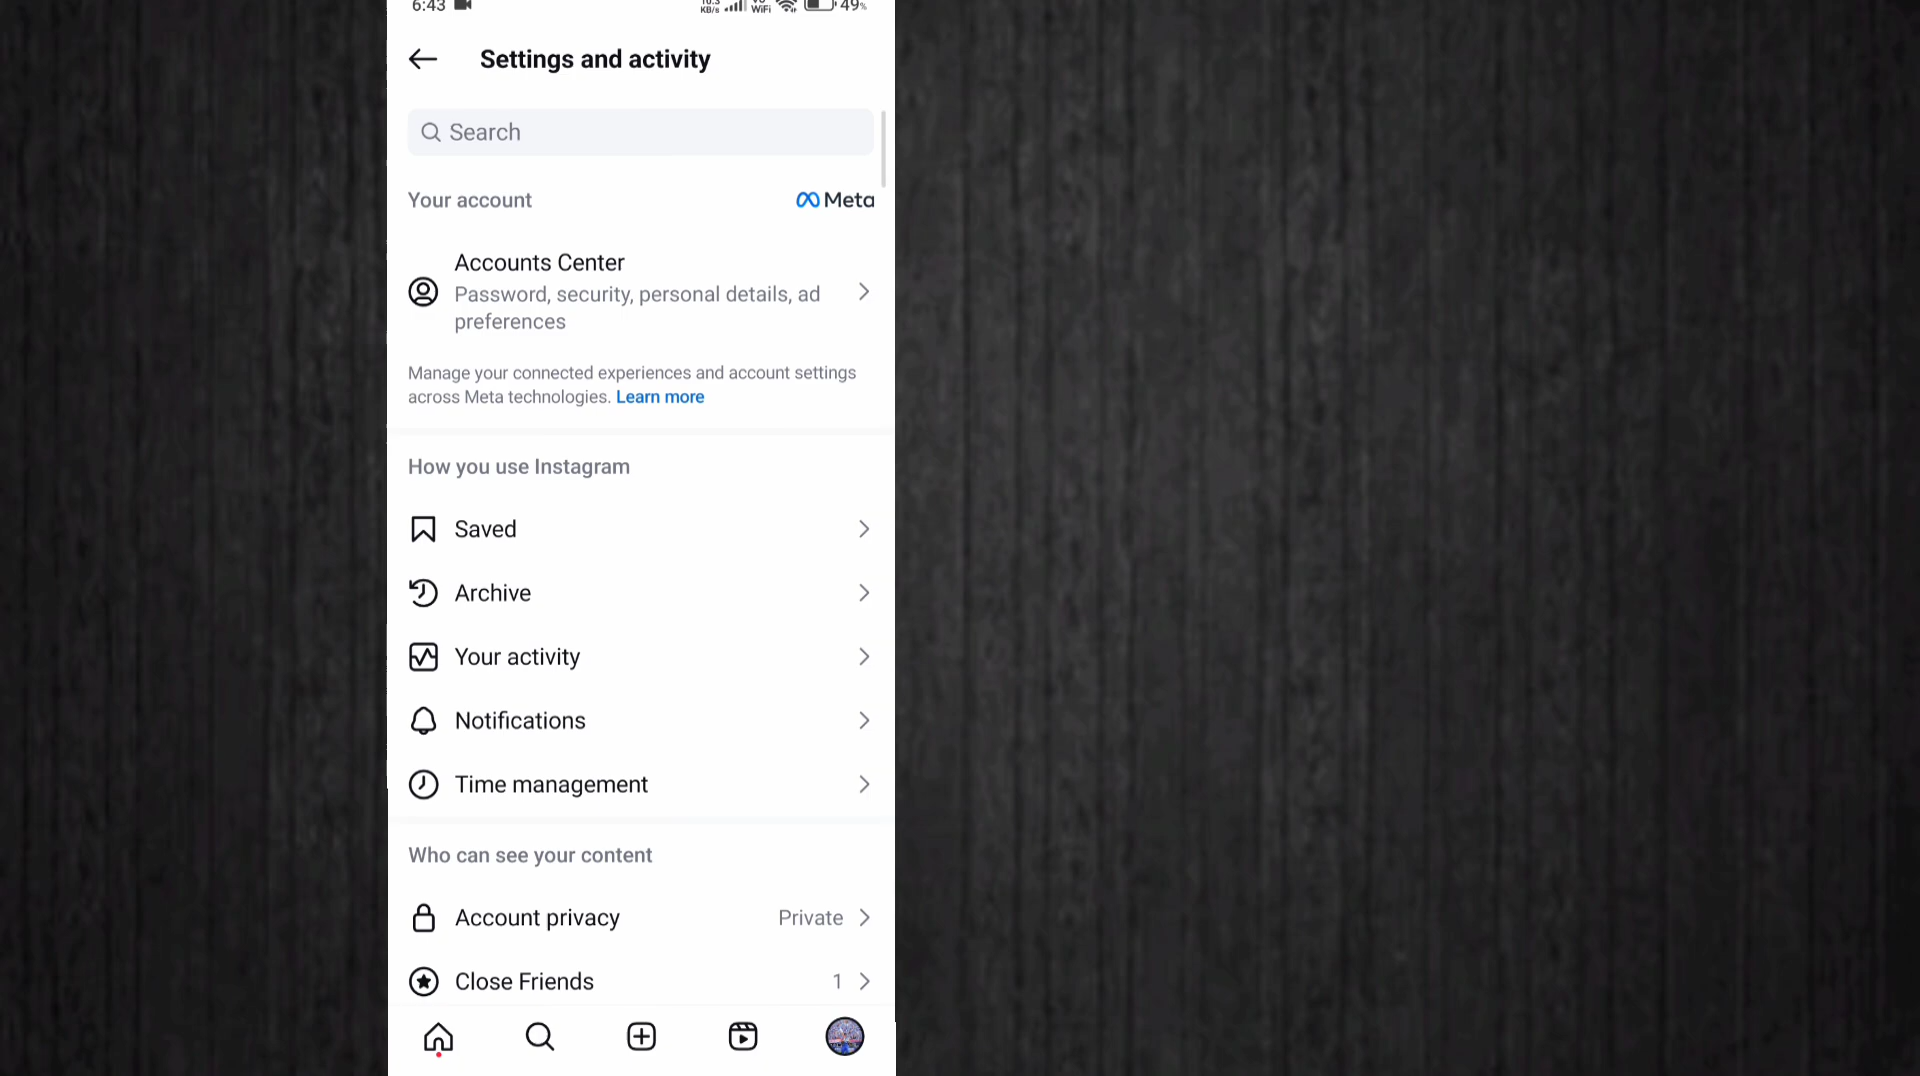 6:43
KB/s WiFi 49%
Settings and activity
Search
Your account
Meta
Accounts Center
Password, security, personal details, ad
preferences
Manage your connected experiences and account settings
across Meta technologies. Learn more
How you use Instagram
Saved
Archive
Your activity
Notifications
Time management
Who can see your content
Account privacy
Private
Close Friends
1